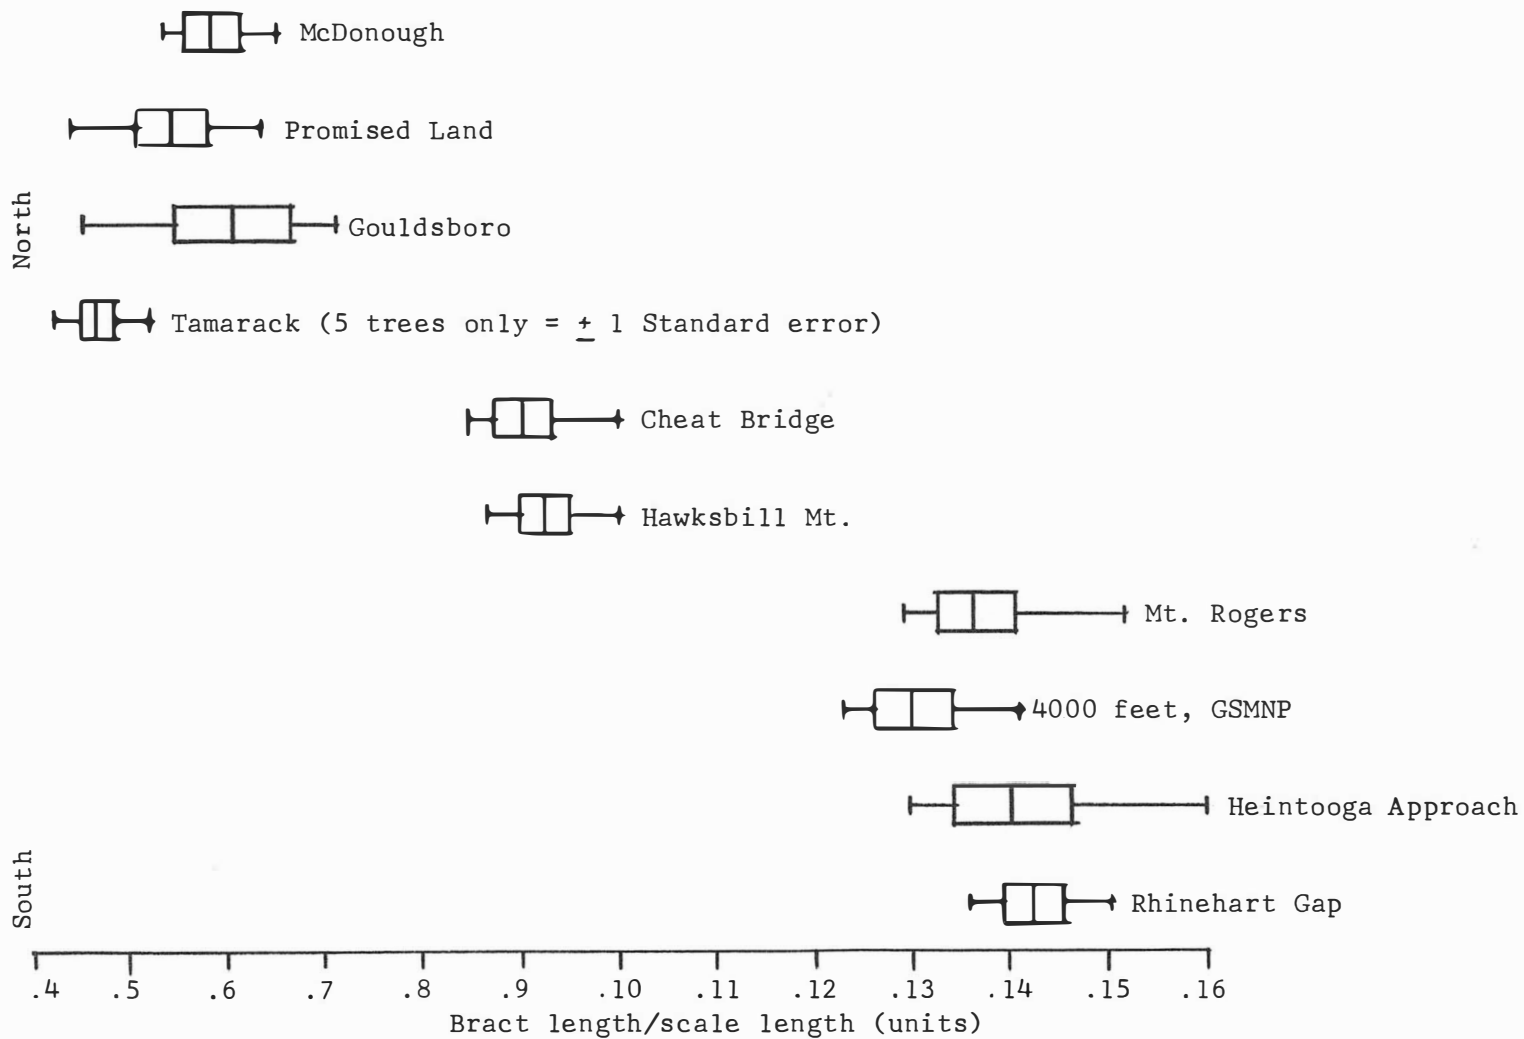 McDonough
Promised Land
North
Gouldsboro
Tamarack (5 trees only = ± 1 Standard error)
Cheat Bridge
Hawksbill Mt.
Mt. Rogers
4000 feet, GSMNP
Heintooga Approach
South
Rhinehart Gap
.4 .5 .6 .7 .8 .9 .10 .11 .12 .13 .14 .15 .16
Bract length/scale length (units)